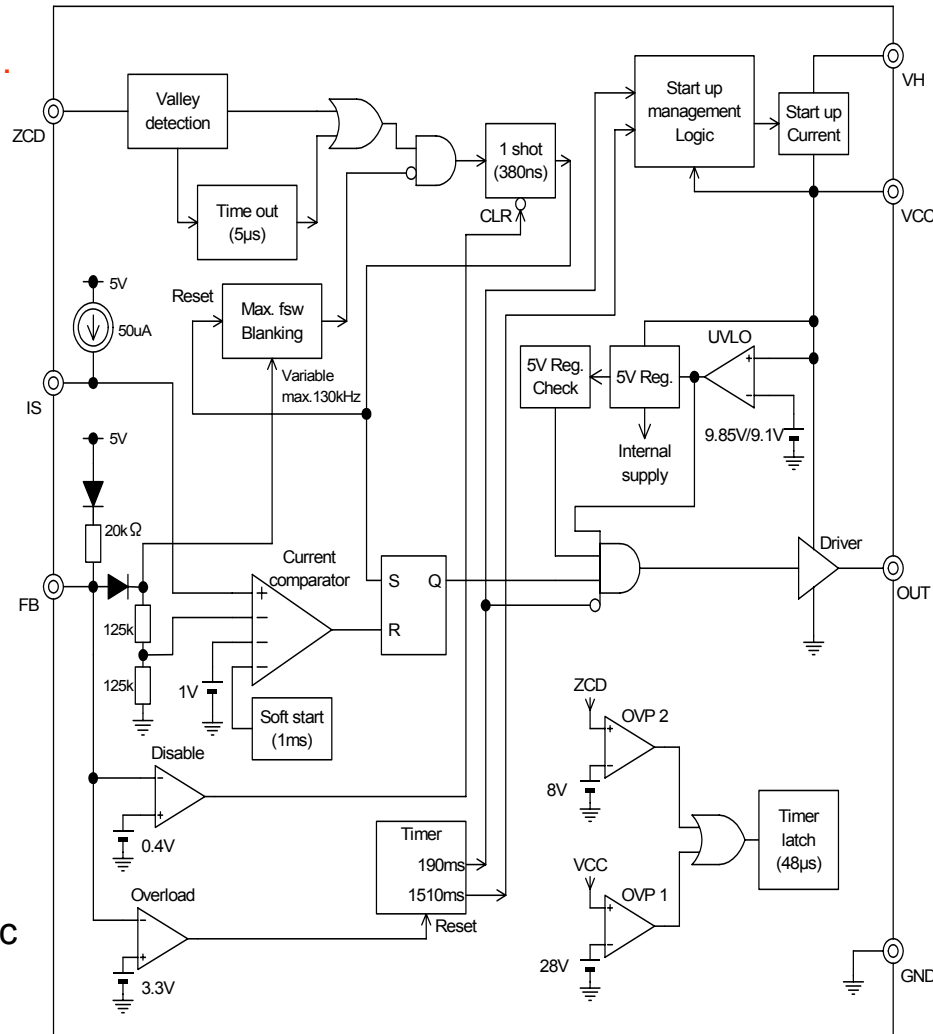 ZCD
Valley
detection
Time out
(5µs)
1 shot
(380ns)
CLR
Start up
management
Logic
Start up
Current
VH
VCC
5V
50uA
IS
Reset
Max. fsw
Blanking
Variable
max.130kHz
5V Reg.
Check
5V Reg.
UVLO
9.85V/9.1V
Internal
supply
5V
20kΩ
FB
125k
125k
Current
comparator
+
−
−
−
1V
Soft start
(1ms)
S
Q
R
Driver
OUT
Disable
−
+
0.4V
Overload
−
+
3.3V
Timer
190ms
1510ms
Reset
ZCD
OVP 2
+
−
8V
VCC
OVP 1
+
−
28V
Timer
latch
(48µs)
GND
+
−
C